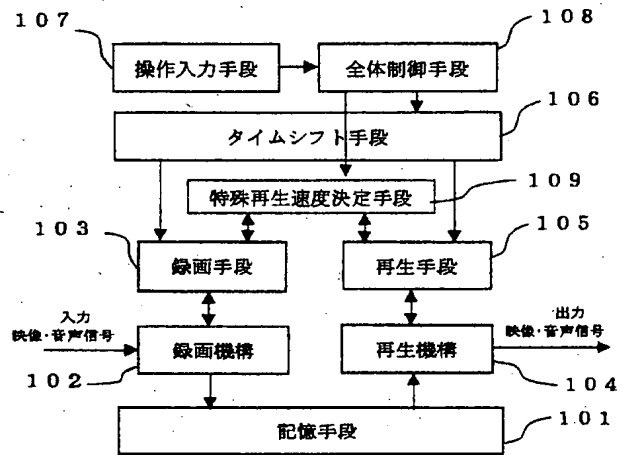 107
108
操作入力手段
全体制御手段
106
タイムシフト手段
109
特殊再生速度決定手段
103
105
録画手段
再生手段
入力
映像・音声信号
出力
映像・音声信号
録画機構
再生機構
102
104
101
記憶手段